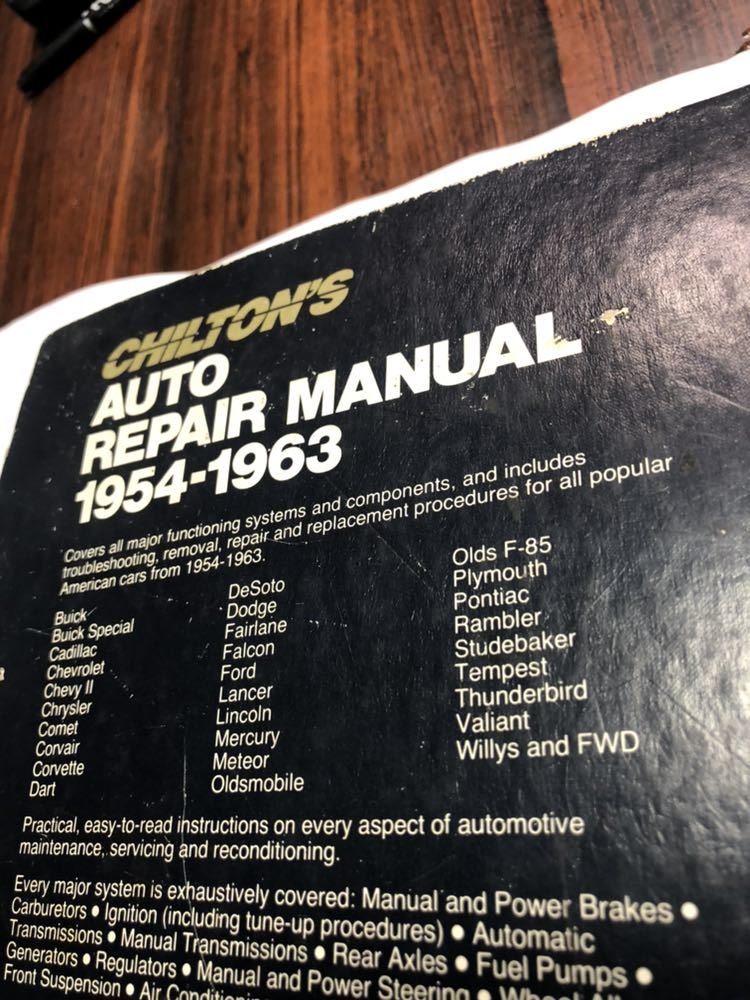 CHILTON'S
AUTO
REPAIR MANUAL
1954-1963
Covers all major functioning systems and components, and includes
troubleshooting, removal, repair and replacement procedures for all popular
American cars from 1954-1963.
Buick
Buick Special
Cadillac
Chevrolet
Chevy II
Chrysler
Comet
Corvair
Corvette
Dart
DeSoto
Dodge
Fairlane
Falcon
Ford
Lancer
Lincoln
Mercury
Meteor
Oldsmobile
Olds F-85
Plymouth
Pontiac
Rambler
Studebaker
Tempest
Thunderbird
Valiant
Willys and FWD
Practical, easy-to-read instructions on every aspect of automotive
maintenance, servicing and reconditioning.
Every major system is exhaustively covered: Manual and Power Brakes •
Carburetors • Ignition (including tune-up procedures) • Automatic
Transmissions • Manual Transmissions • Rear Axles • Fuel Pumps •
Generators • Regulators • Manual and Power Steering •
Front Suspension • Air